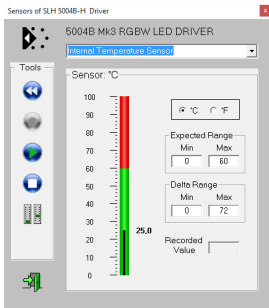 Sensors of SLH 5004B-H Driver
x
5004B Mk3 RGBW LED DRIVER
Internal Temperature Sensor
Tools
Sensor: °C
100
90
80
70
60
50
40
30
20
10
0
25,0
°C °F
Expected Range
Min Max
0 60
Delta Range
Min Max
0 72
Recorded
Value